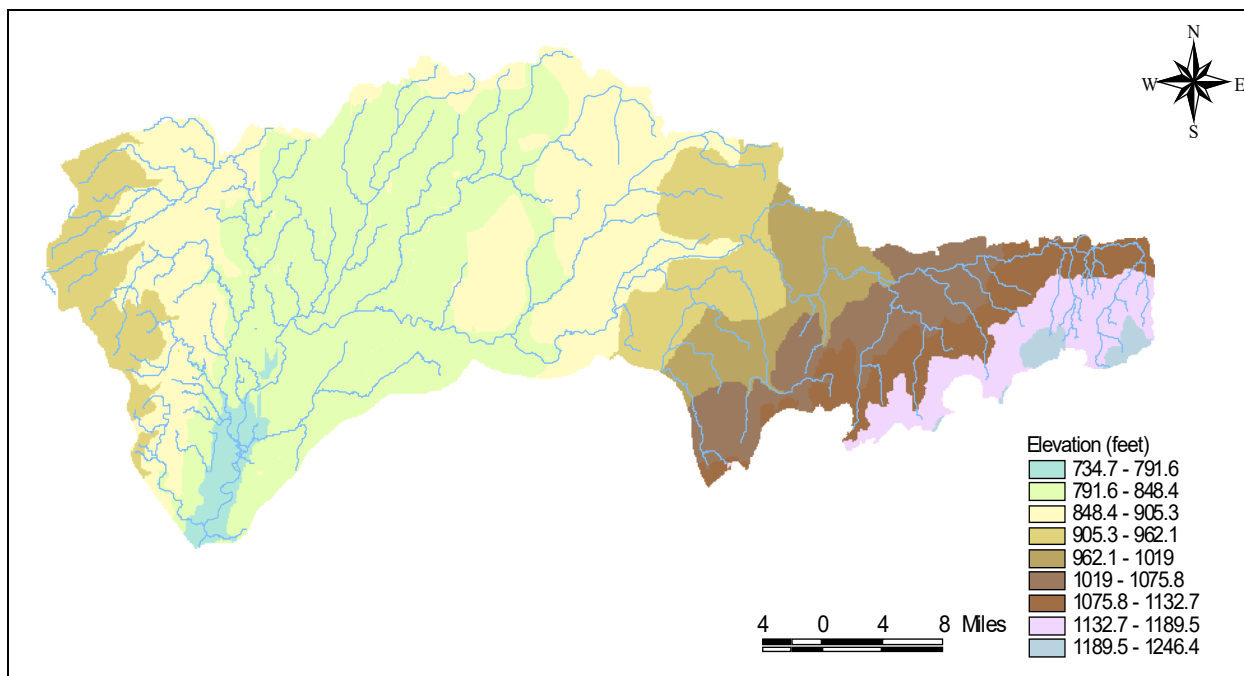 N
W E
S
Elevation (feet)
734.7 - 791.6
791.6 - 848.4
848.4 - 905.3
905.3 - 962.1
962.1 - 1019
1019 - 1075.8
1075.8 - 1132.7
1132.7 - 1189.5
1189.5 - 1246.4
4 0 4 8 Miles